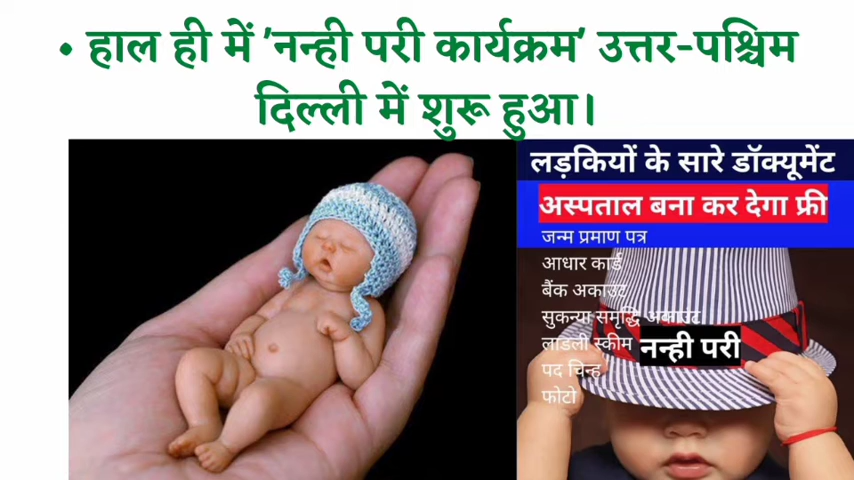 • हाल ही में 'नन्ही परी कार्यक्रम' उत्तर-पश्चिम
दिल्ली में शुरू हुआ।
लड़कियों के सारे डॉक्यूमेंट
अस्पताल बना कर देगा फ्री
जन्म प्रमाण पत्र
आधार कार्ड
बैंक अकाउंट
सुकन्या समृद्धि अकाउंट
लाडली स्कीम
नन्ही परी
पद चिन्ह
फोटो